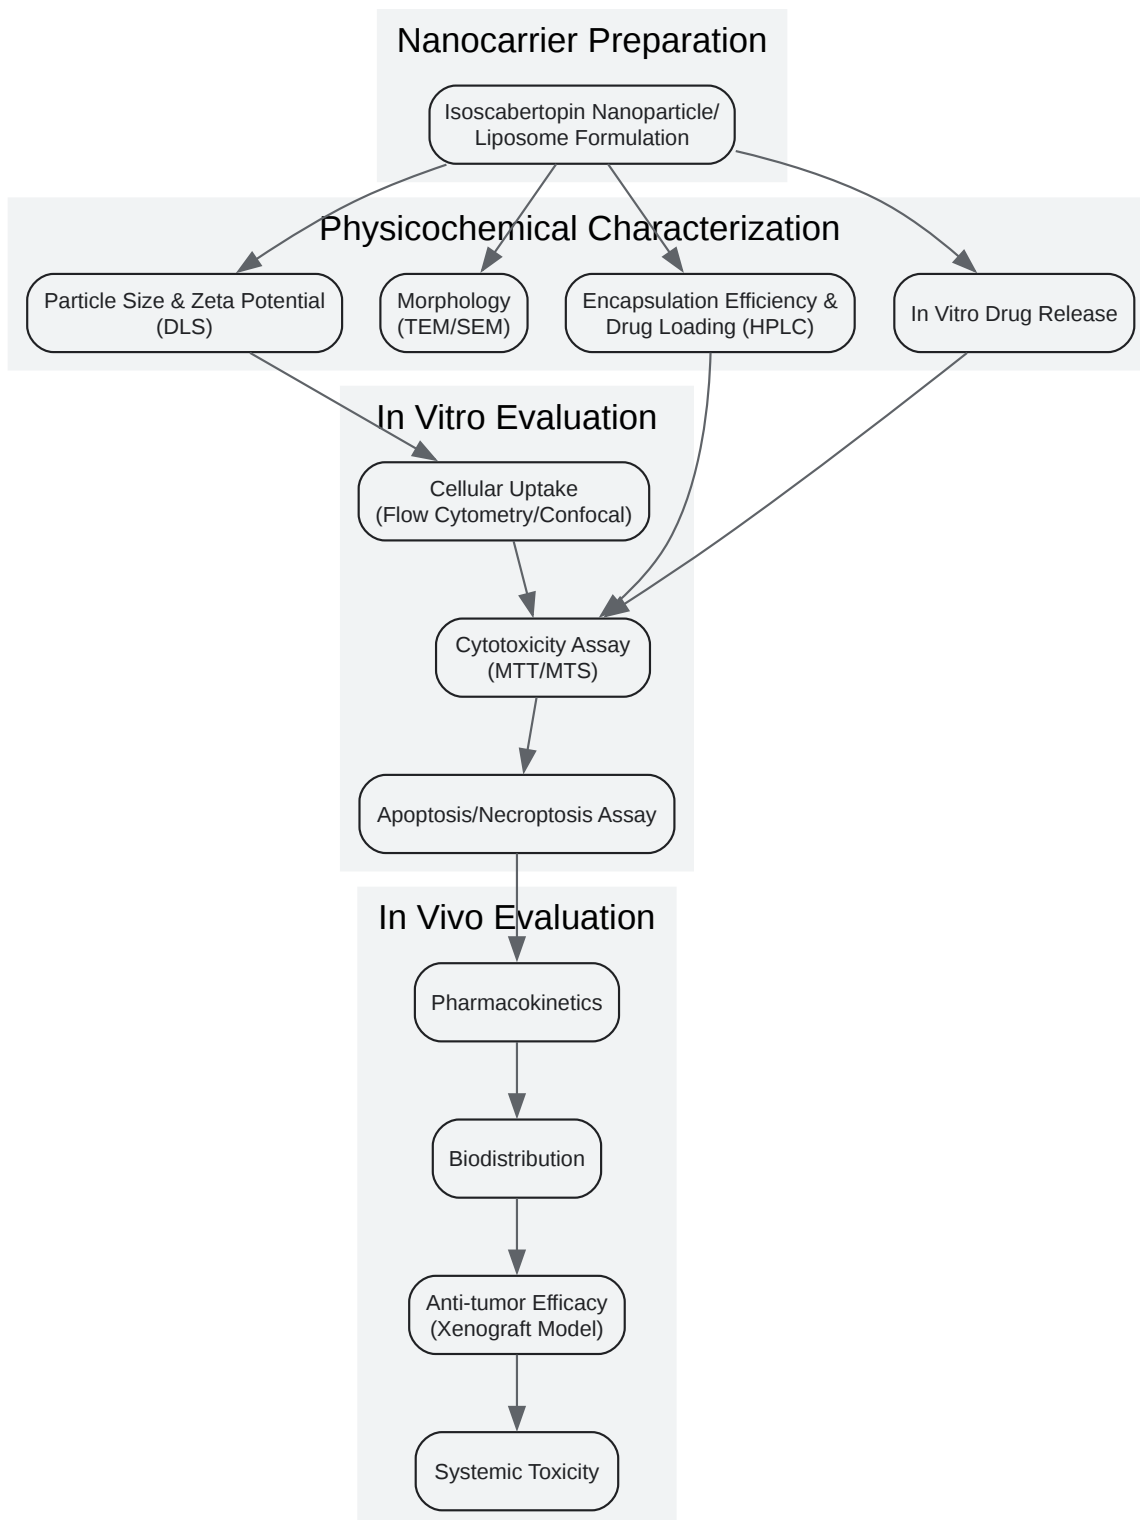 Nanocarrier Preparation
Isoscabertopin Nanoparticle/
Liposome Formulation
Physicochemical Characterization
Particle Size & Zeta Potential
(DLS)
Morphology
(TEM/SEM)
Encapsulation Efficiency &
Drug Loading (HPLC)
In Vitro Drug Release
In Vitro Evaluation
Cellular Uptake
(Flow Cytometry/Confocal)
Cytotoxicity Assay
(MTT/MTS)
Apoptosis/Necroptosis Assay
In Vivo Evaluation
Pharmacokinetics
Biodistribution
Anti-tumor Efficacy
(Xenograft Model)
Systemic Toxicity